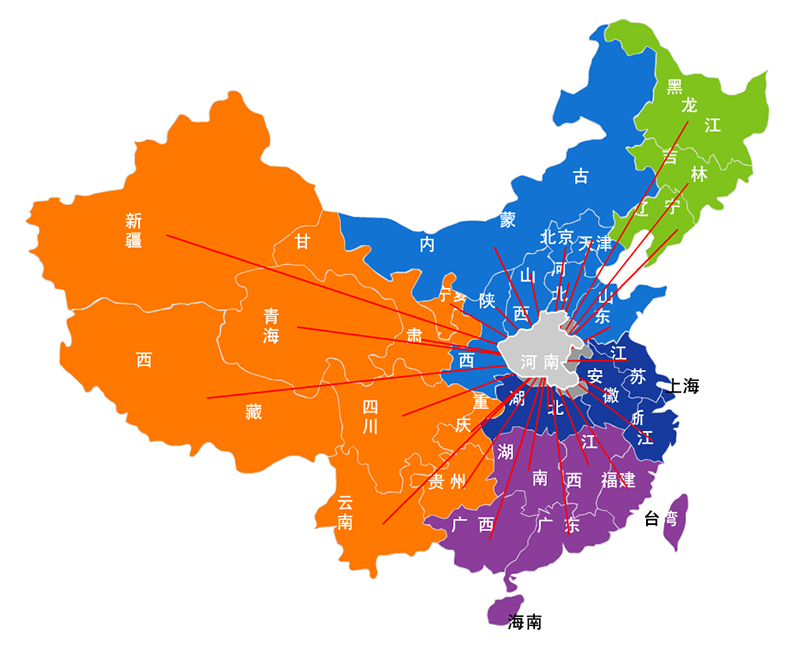 黑龙江
吉林
辽宁
内蒙古
新疆
甘肃
北京
天津
河北
山西
陕西
宁夏
山东
青海
西藏
河南
江苏
安徽
上海
四川
重庆
湖北
浙江
湖南
江西
贵州
福建
云南
广西
广东
台湾
海南